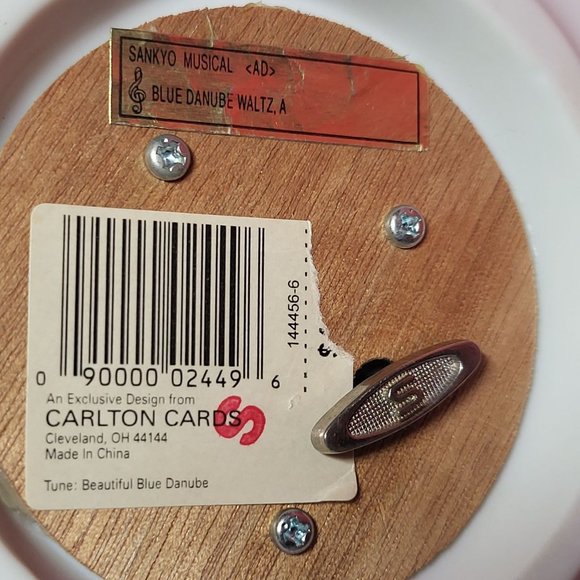 SANKYO MUSICAL <AD>
BLUE DANUBE WALTZ, A
144456-6
0 90000 02449 6
An Exclusive Design from
CARLTON CARDS
S
Cleveland, OH 44144
Made In China
Tune: Beautiful Blue Danube
S